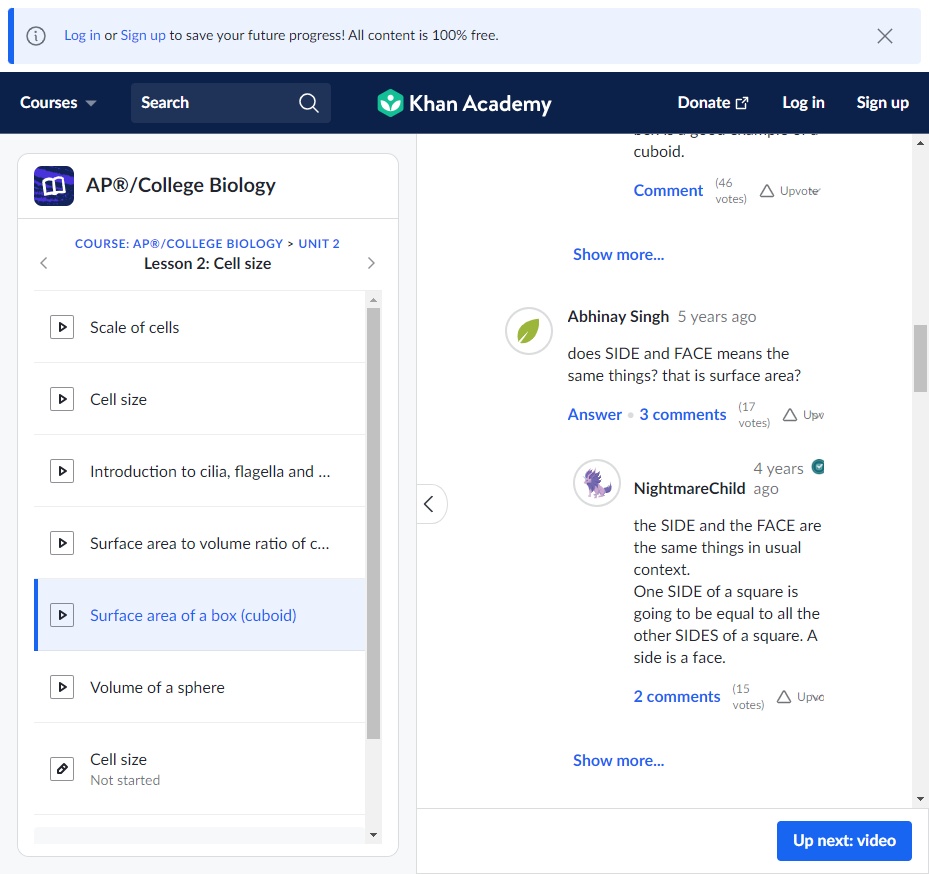 Log in or Sign up to save your future progress! All content is 100% free.
Courses
Search
Khan Academy
Donate
Log in
Sign up
AP®/College Biology
COURSE: AP®/COLLEGE BIOLOGY > UNIT 2
Lesson 2: Cell size
Scale of cells
Cell size
Introduction to cilia, flagella and ...
Surface area to volume ratio of c...
Surface area of a box (cuboid)
Volume of a sphere
Cell size
Not started
cuboid.
Comment (46 votes) Upvote
Show more...
Abhinay Singh 5 years ago
does SIDE and FACE means the
same things? that is surface area?
Answer • 3 comments (17 votes)
NightmareChild 4 years ago
the SIDE and the FACE are
the same things in usual
context.
One SIDE of a square is
going to be equal to all the
other SIDES of a square. A
side is a face.
2 comments (15 votes)
Show more...
Up next: video